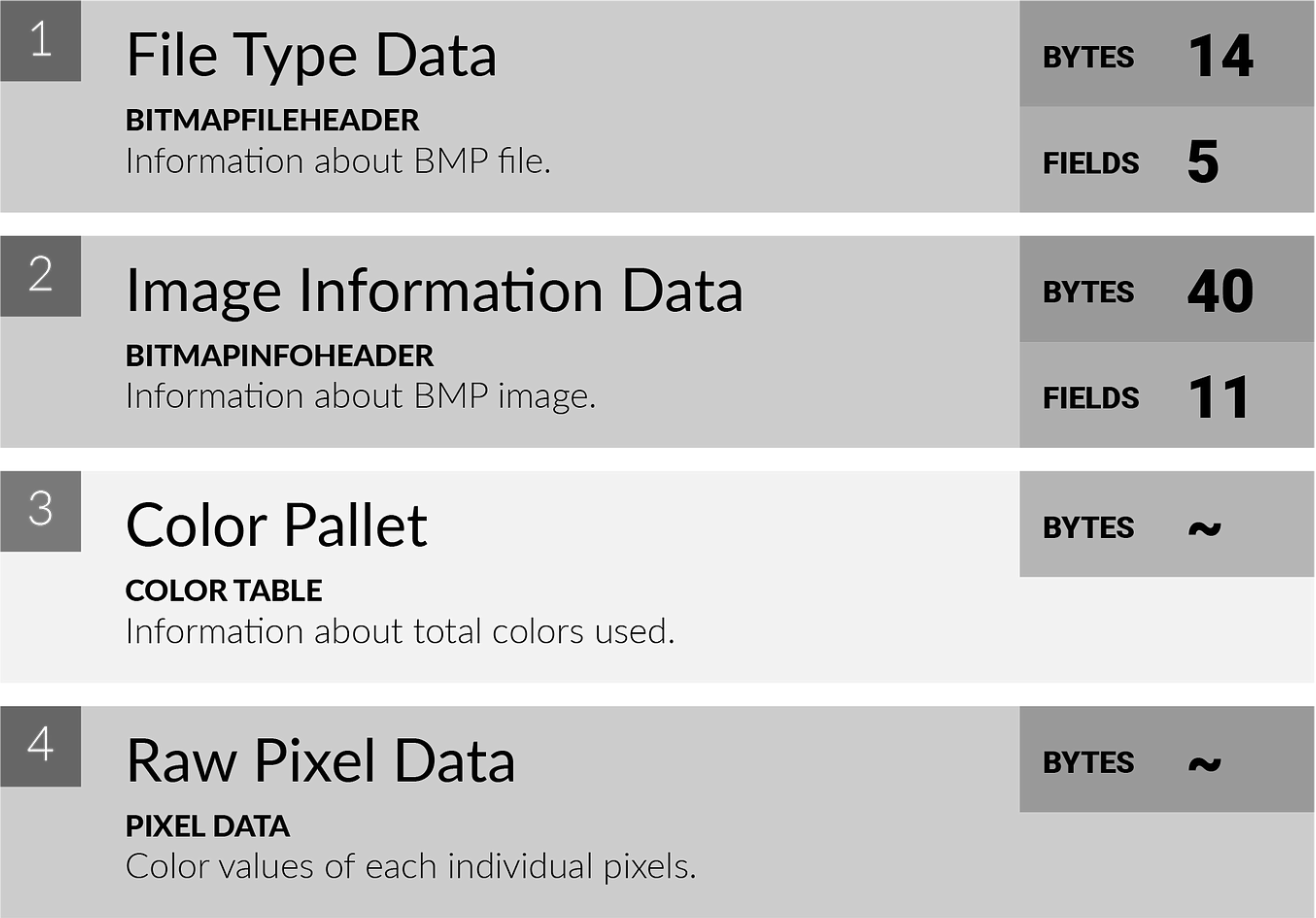 1
File Type Data
BITMAPFILEHEADER
Information about BMP file.
BYTES 14
FIELDS 5
2
Image Information Data
BITMAPINFOHEADER
Information about BMP image.
BYTES 40
FIELDS 11
3
Color Pallet
COLOR TABLE
Information about total colors used.
BYTES ~
4
Raw Pixel Data
PIXEL DATA
Color values of each individual pixels.
BYTES ~